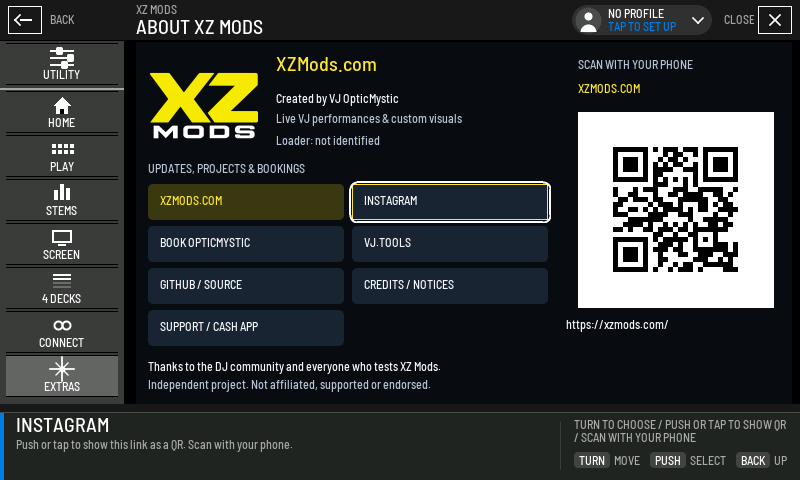 BACK
XZ MODS
ABOUT XZ MODS
NO PROFILE
TAP TO SET UP
CLOSE
UTILITY
HOME
PLAY
STEMS
SCREEN
4 DECKS
CONNECT
EXTRAS
XZ MODS
XZMods.com
Created by VJ OpticMystic
Live VJ performances & custom visuals
Loader: not identified
UPDATES, PROJECTS & BOOKINGS
XZMODS.COM
INSTAGRAM
BOOK OPTICMYSTIC
VJ.TOOLS
GITHUB / SOURCE
CREDITS / NOTICES
SUPPORT / CASH APP
Thanks to the DJ community and everyone who tests XZ Mods.
Independent project. Not affiliated, supported or endorsed.
SCAN WITH YOUR PHONE
XZMODS.COM
https://xzmods.com/
INSTAGRAM
Push or tap to show this link as a QR. Scan with your phone.
TURN TO CHOOSE / PUSH OR TAP TO SHOW QR
/ SCAN WITH YOUR PHONE
TURN MOVE PUSH SELECT BACK UP